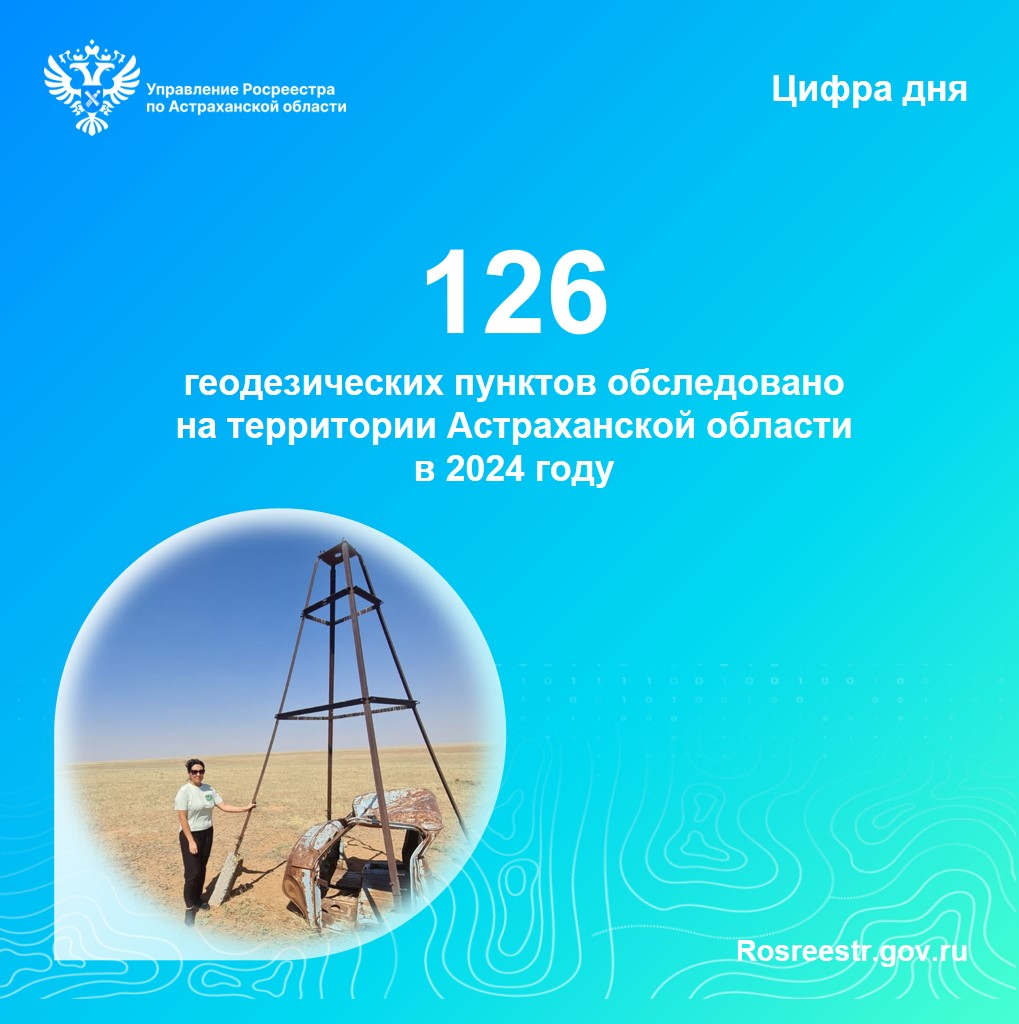 Управление Росреестра
по Астраханской области
Цифра дня
126
геодезических пунктов обследовано
на территории Астраханской области
в 2024 году
Rosreestr.gov.ru